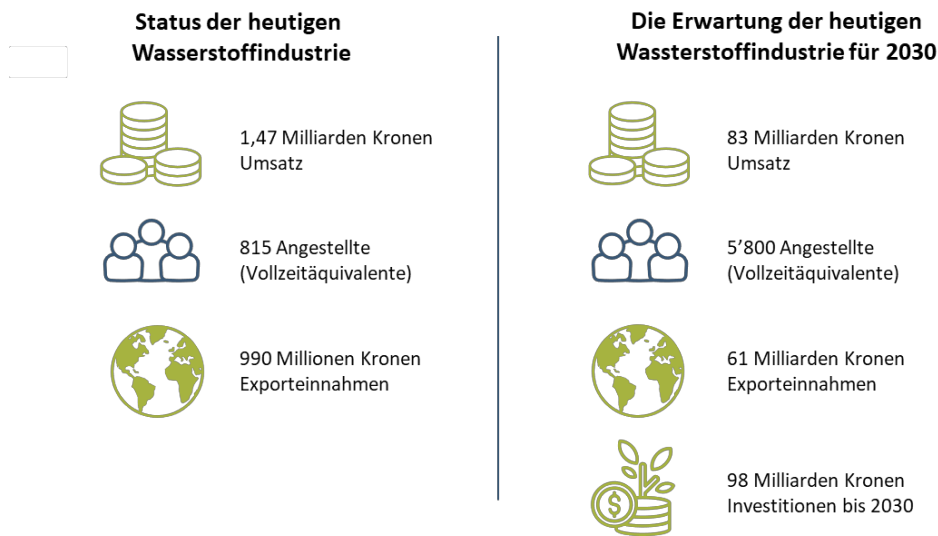 Status der heutigen
Wasserstoffindustrie
1,47 Milliarden Kronen
Umsatz
815 Angestellte
(Vollzeitäquivalente)
990 Millionen Kronen
Exporteinnahmen
Die Erwartung der heutigen
Wassterstoffindustrie für 2030
83 Milliarden Kronen
Umsatz
5’800 Angestellte
(Vollzeitäquivalente)
61 Milliarden Kronen
Exporteinnahmen
$
98 Milliarden Kronen
Investitionen bis 2030